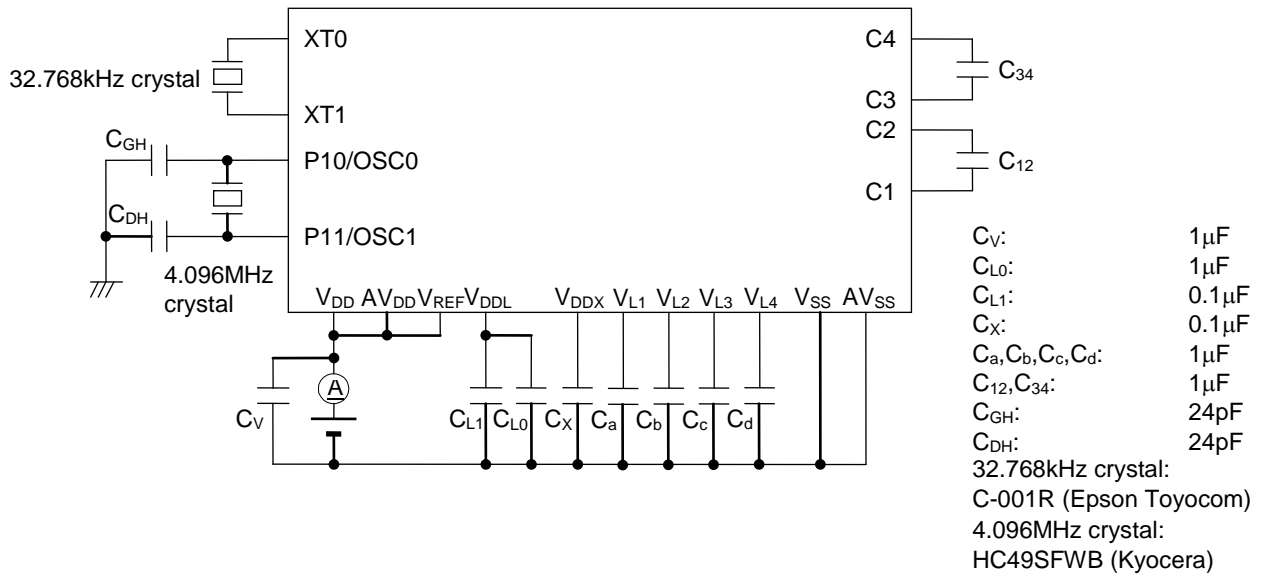 XT0
C4
32.768kHz crystal
C34
XT1
C3
CGH
C2
P10/OSC0
C12
C1
CDH
P11/OSC1
4.096MHz
crystal
VDD AVDD VREF VDDL VDDX VL1 VL2 VL3 VL4 VSS AVSS
A
CV CL1 CL0 CX Ca Cb Cc Cd
CV: 1μF
CL0: 1μF
CL1: 0.1μF
CX: 0.1μF
Ca,Cb,Cc,Cd: 1μF
C12,C34: 1μF
CGH: 24pF
CDH: 24pF
32.768kHz crystal:
C-001R (Epson Toyocom)
4.096MHz crystal:
HC49SFWB (Kyocera)